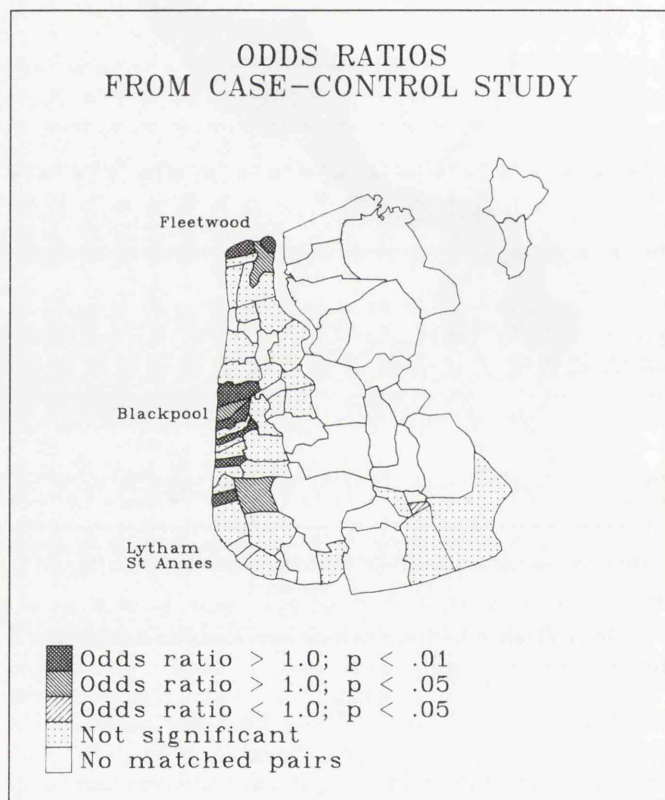 ODDS RATIOS
FROM CASE-CONTROL STUDY
Fleetwood
Blackpool
Lytham
St Annes
Odds ratio > 1.0; p < .01
Odds ratio > 1.0; p < .05
Odds ratio < 1.0; p < .05
Not significant
No matched pairs